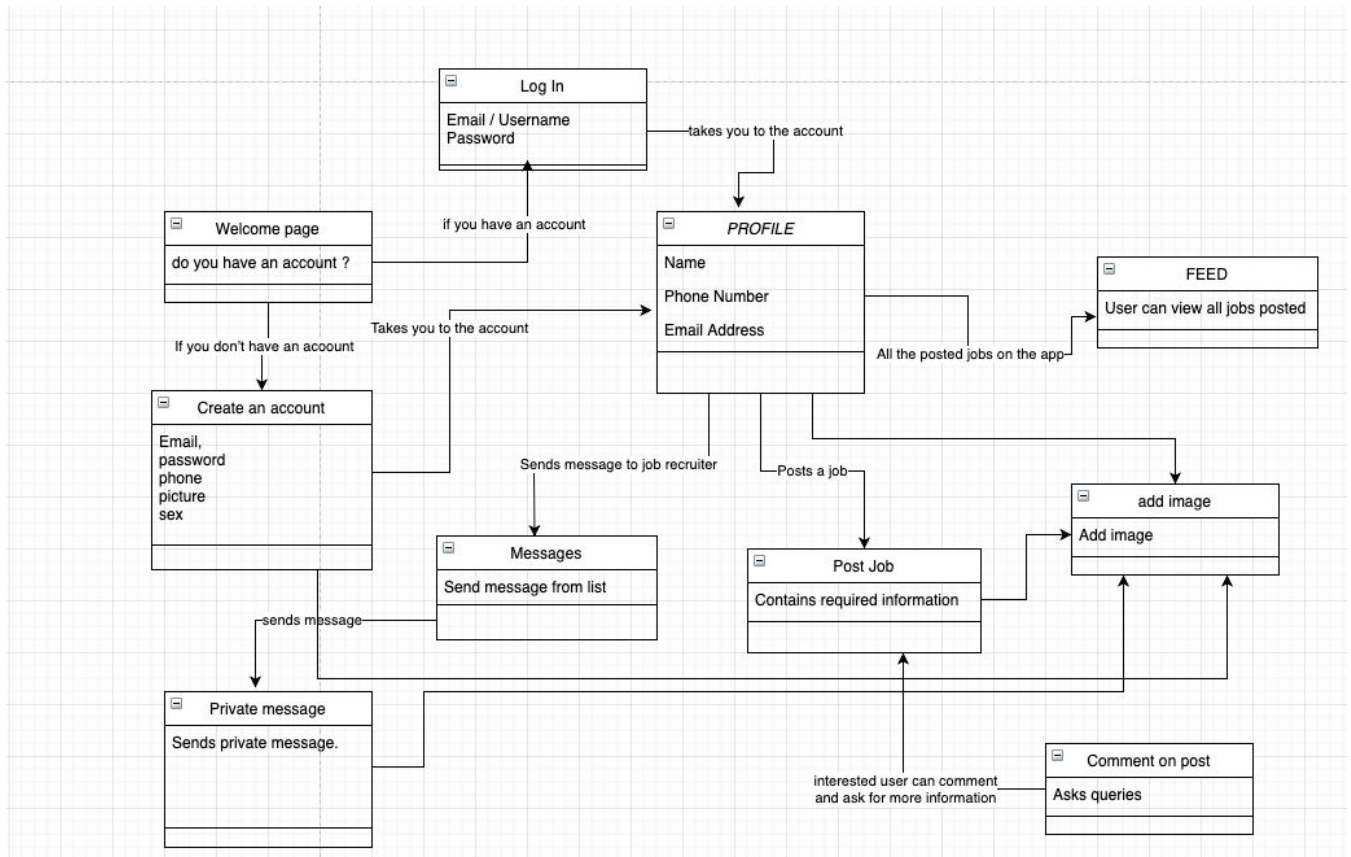 Log In
Email / Username
Password
takes you to the account
Welcome page
do you have an account ?
if you have an account
PROFILE
Name
Phone Number
Email Address
FEED
User can view all jobs posted
All the posted jobs on the app
Takes you to the account
If you don't have an acoount
Create an account
Email,
password
phone
picture
sex
Sends message to job recruiter
Posts a job
add image
Add image
Messages
Send message from list
Post Job
Contains required information
sends message
Private message
Sends private message.
interested user can comment
and ask for more information
Comment on post
Asks queries